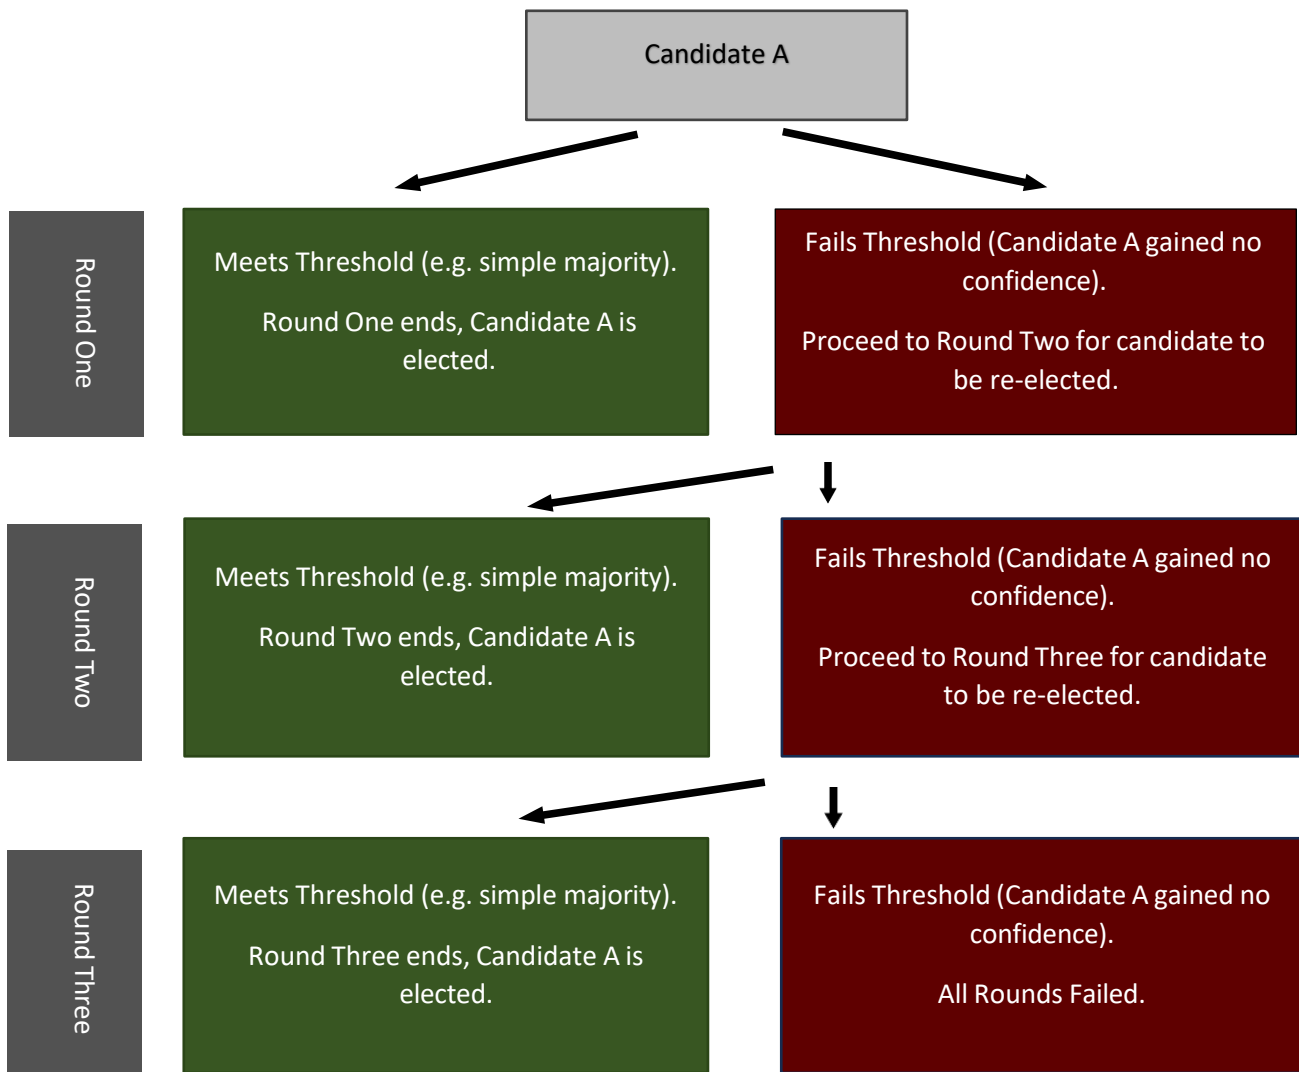 Candidate A
Round One
Meets Threshold (e.g. simple majority).
Round One ends, Candidate A is
elected.
Fails Threshold (Candidate A gained no
confidence).
Proceed to Round Two for candidate to
be re-elected.
Round Two
Meets Threshold (e.g. simple majority).
Round Two ends, Candidate A is
elected.
Fails Threshold (Candidate A gained no
confidence).
Proceed to Round Three for candidate
to be re-elected.
Round Three
Meets Threshold (e.g. simple majority).
Round Three ends, Candidate A is
elected.
Fails Threshold (Candidate A gained no
confidence).
All Rounds Failed.